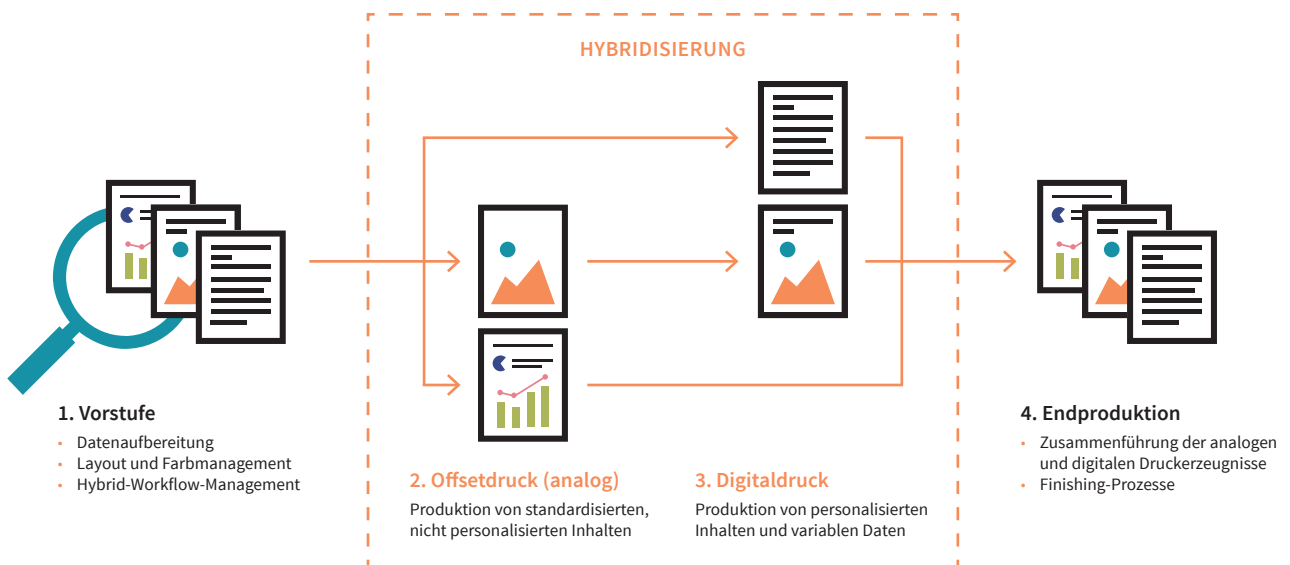 HYBRIDISIERUNG
1. Vorstufe
• Datenaufbereitung
• Layout und Farbmanagement
• Hybrid-Workflow-Management
2. Offsetdruck (analog)
Produktion von standardisierten,
nicht personalisierten Inhalten
3. Digitaldruck
Produktion von personalisierten
Inhalten und variablen Daten
4. Endproduktion
• Zusammenführung der analogen
und digitalen Druckerzeugnisse
• Finishing-Prozesse